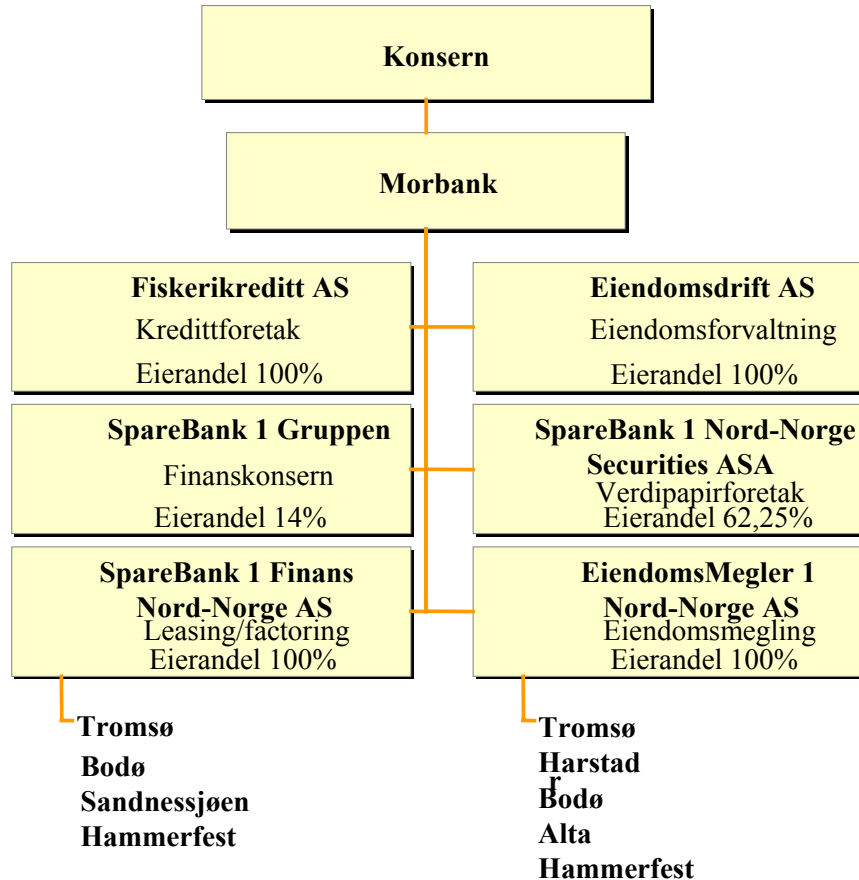 Konsern
Morbank
Fiskerikreditt AS
Kredittforetak
Eierandel 100%
Eiendomsdrift AS
Eiendomsforvaltning
Eierandel 100%
SpareBank 1 Gruppen
Finanskonsern
Eierandel 14%
SpareBank 1 Nord-Norge
Securities ASA
Verdipapirforetak
Eierandel 62,25%
SpareBank 1 Finans
Nord-Norge AS
Leasing/factoring
Eierandel 100%
EiendomsMegler 1
Nord-Norge AS
Eiendomsmegling
Eierandel 100%
Tromsø
Bodø
Sandnessjøen
Hammerfest
Tromsø
Harstad
r
Bodø
Alta
Hammerfest